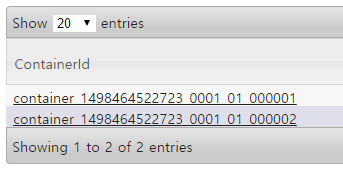 Show 20 entries
ContainerId
container_1498464522723_0001_01_000001
container_1498464522723_0001_01_000002
Showing 1 to 2 of 2 entries